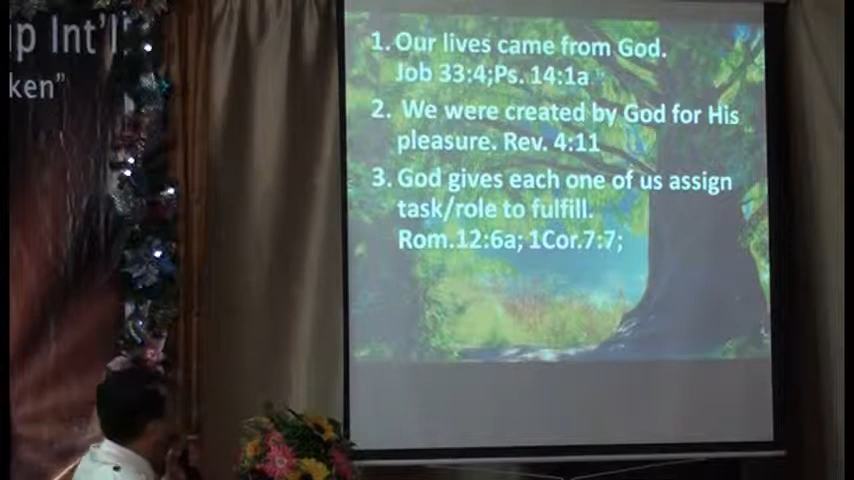 p Int'l
ken"
1. Our lives came from God.
Job 33:4;Ps. 14:1a
2. We were created by God for His
pleasure. Rev. 4:11
3. God gives each one of us assign
task/role to fulfill.
Rom.12:6a; 1Cor.7:7;